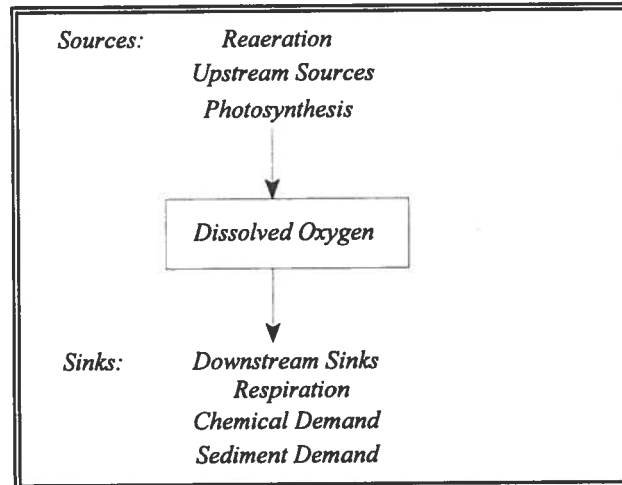 Sources: Reaeration
Upstream Sources
Photosynthesis
Dissolved Oxygen
Sinks: Downstream Sinks
Respiration
Chemical Demand
Sediment Demand